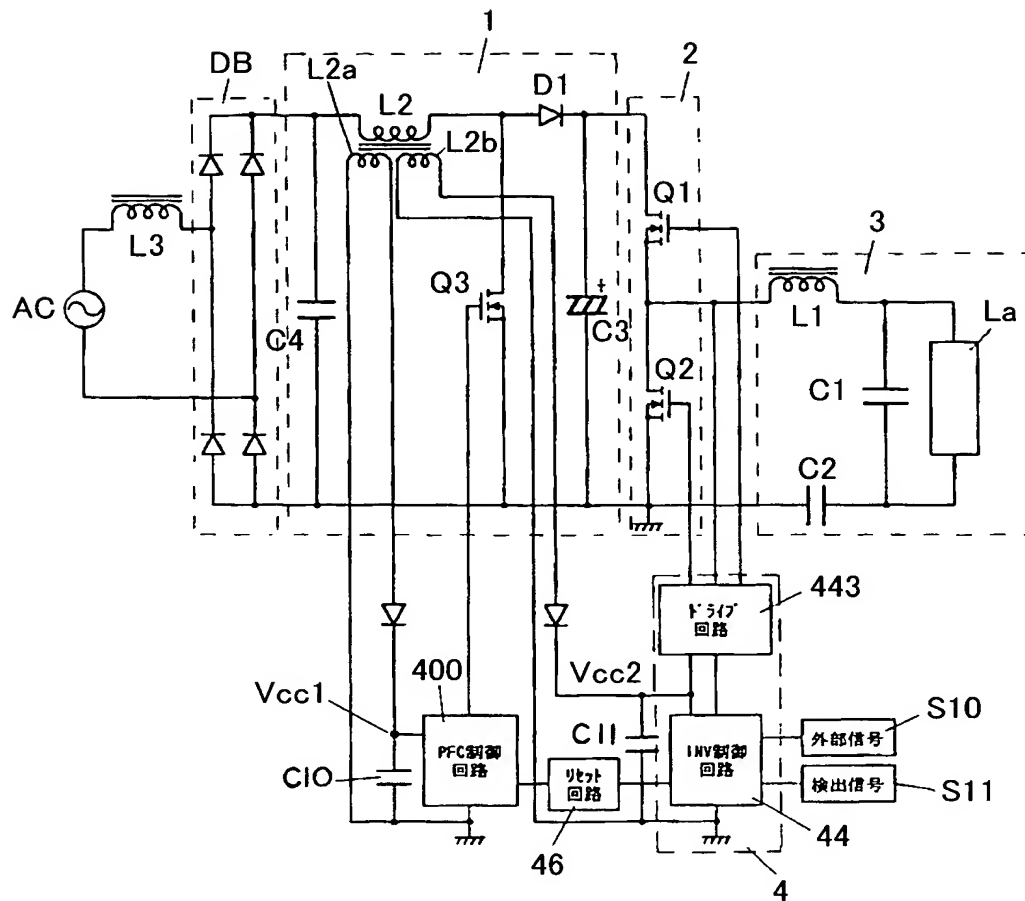 1
2
DB
L2a
L2
D1
L2b
Q1
L3
3
Q3
AC
C4
C3
L1
La
Q2
C1
C2
443
ドライブ
回路
Vcc2
400
Vcc1
S10
PFC制御
回路
C11
INV制御
回路
外部信号
C10
リセット
回路
検出信号
S11
46
44
4